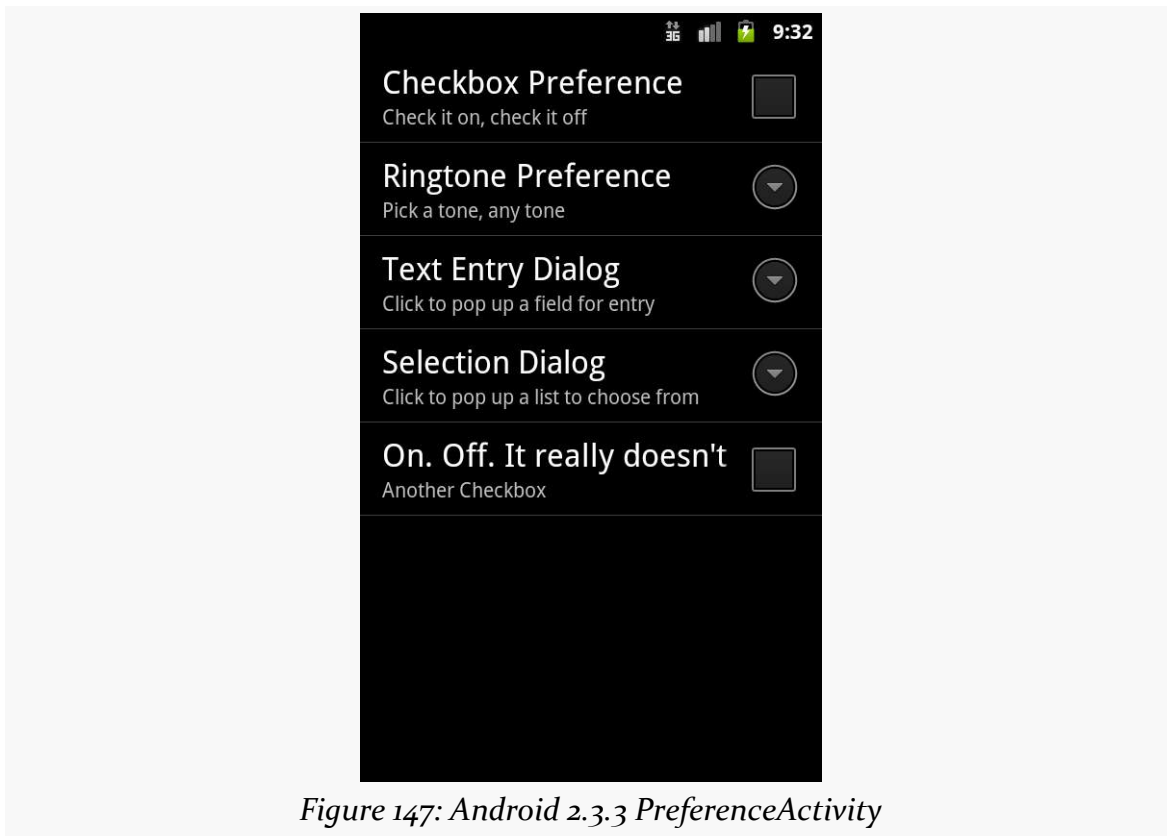 3G 9:32
Checkbox Preference
Check it on, check it off
Ringtone Preference
Pick a tone, any tone
Text Entry Dialog
Click to pop up a field for entry
Selection Dialog
Click to pop up a list to choose from
On. Off. It really doesn't
Another Checkbox
Figure 147: Android 2.3.3 PreferenceActivity